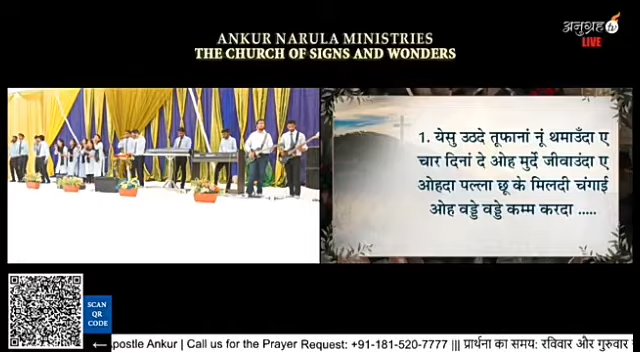 ANKUR NARULA MINISTRIES
THE CHURCH OF SIGNS AND WONDERS
अनुग्रह tv
LIVE
1. येसु उठदे तूफानां नूं थमाउँदा ए
चार दिनां दे ओह मुर्दे जीवाउंदा ए
ओहदा पल्ला छू के मिलदी चंगाई
ओह वड्डे वड्डे कम्म करदा .....
SCAN
QR
CODE
postle Ankur | Call us for the Prayer Request: +91-181-520-7777 ||| प्रार्थना का समय: रविवार और गुरुवार